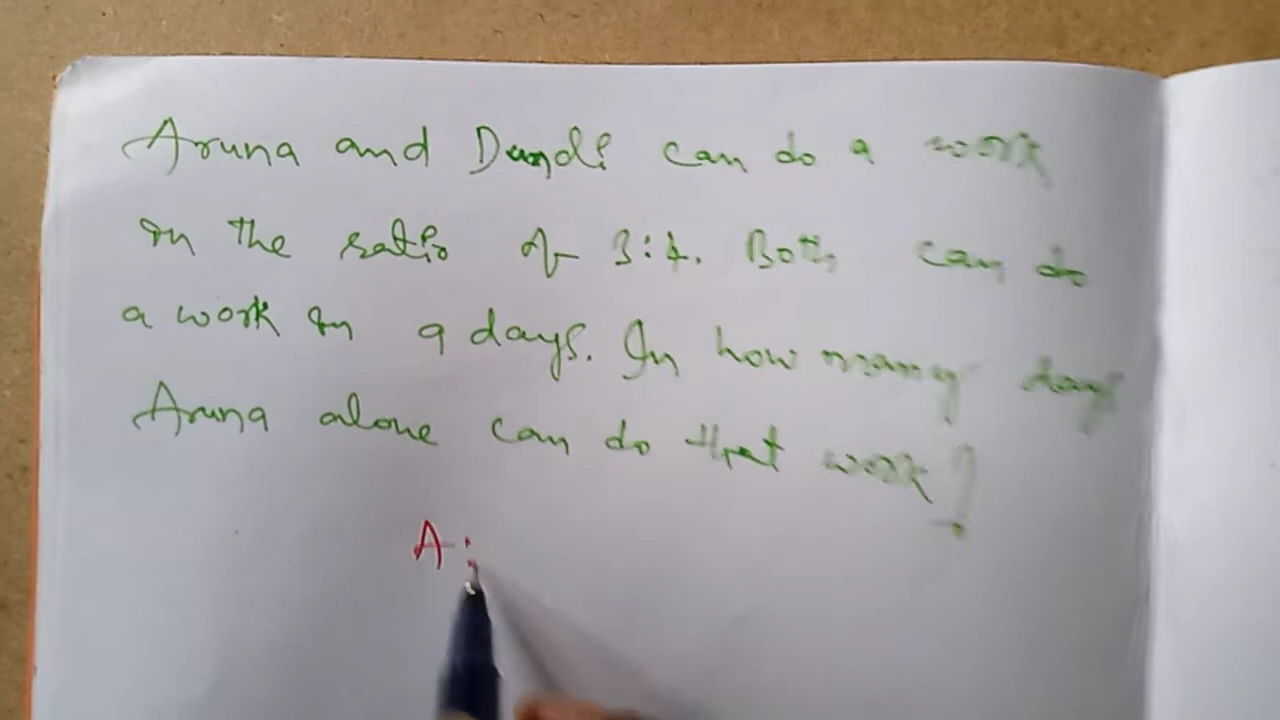 Aruna and Dundi can do a work
in the ratio of 3:4. Both can do
a work in 9 days. In how many days
Aruna alone can do that work?
A: